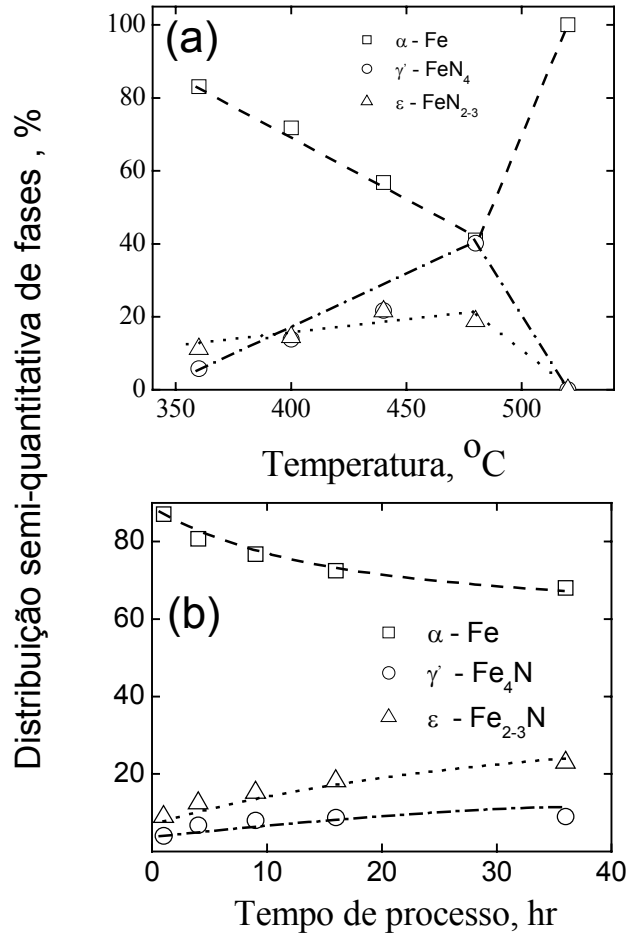 Distribuição semi-quantitativa de fases , %
(a)
α - Fe
γ' - FeN4
ε - FeN2-3
100
80
60
40
20
0
350 400 450 500
Temperatura, °C
(b)
α - Fe
γ' - Fe4N
ε - Fe2-3N
80
60
40
20
0 10 20 30 40
Tempo de processo, hr